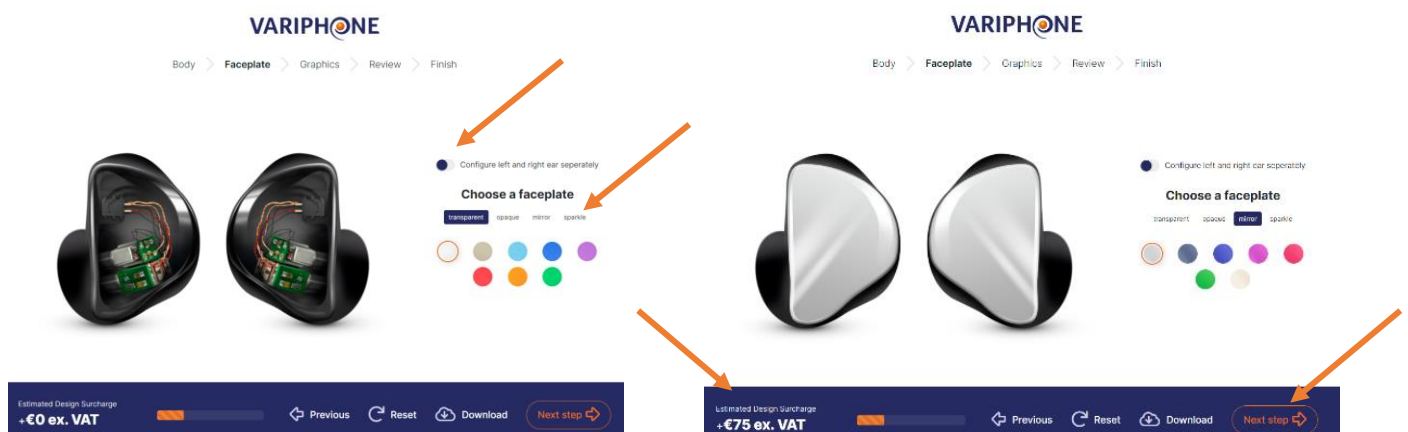 VARIPHONE
Body > Faceplate > Graphics > Review > Finish
Configure left and right ear seperately
Choose a faceplate
transparent opaque mirror sparkle
Estimated Design Surcharge
+€0 ex. VAT
Previous Reset Download Next step
VARIPHONE
Body > Faceplate > Graphics > Review > Finish
Configure left and right ear seperately
Choose a faceplate
transparent opaque mirror sparkle
Estimated Design Surcharge
+€75 ex. VAT
Previous Reset Download Next step